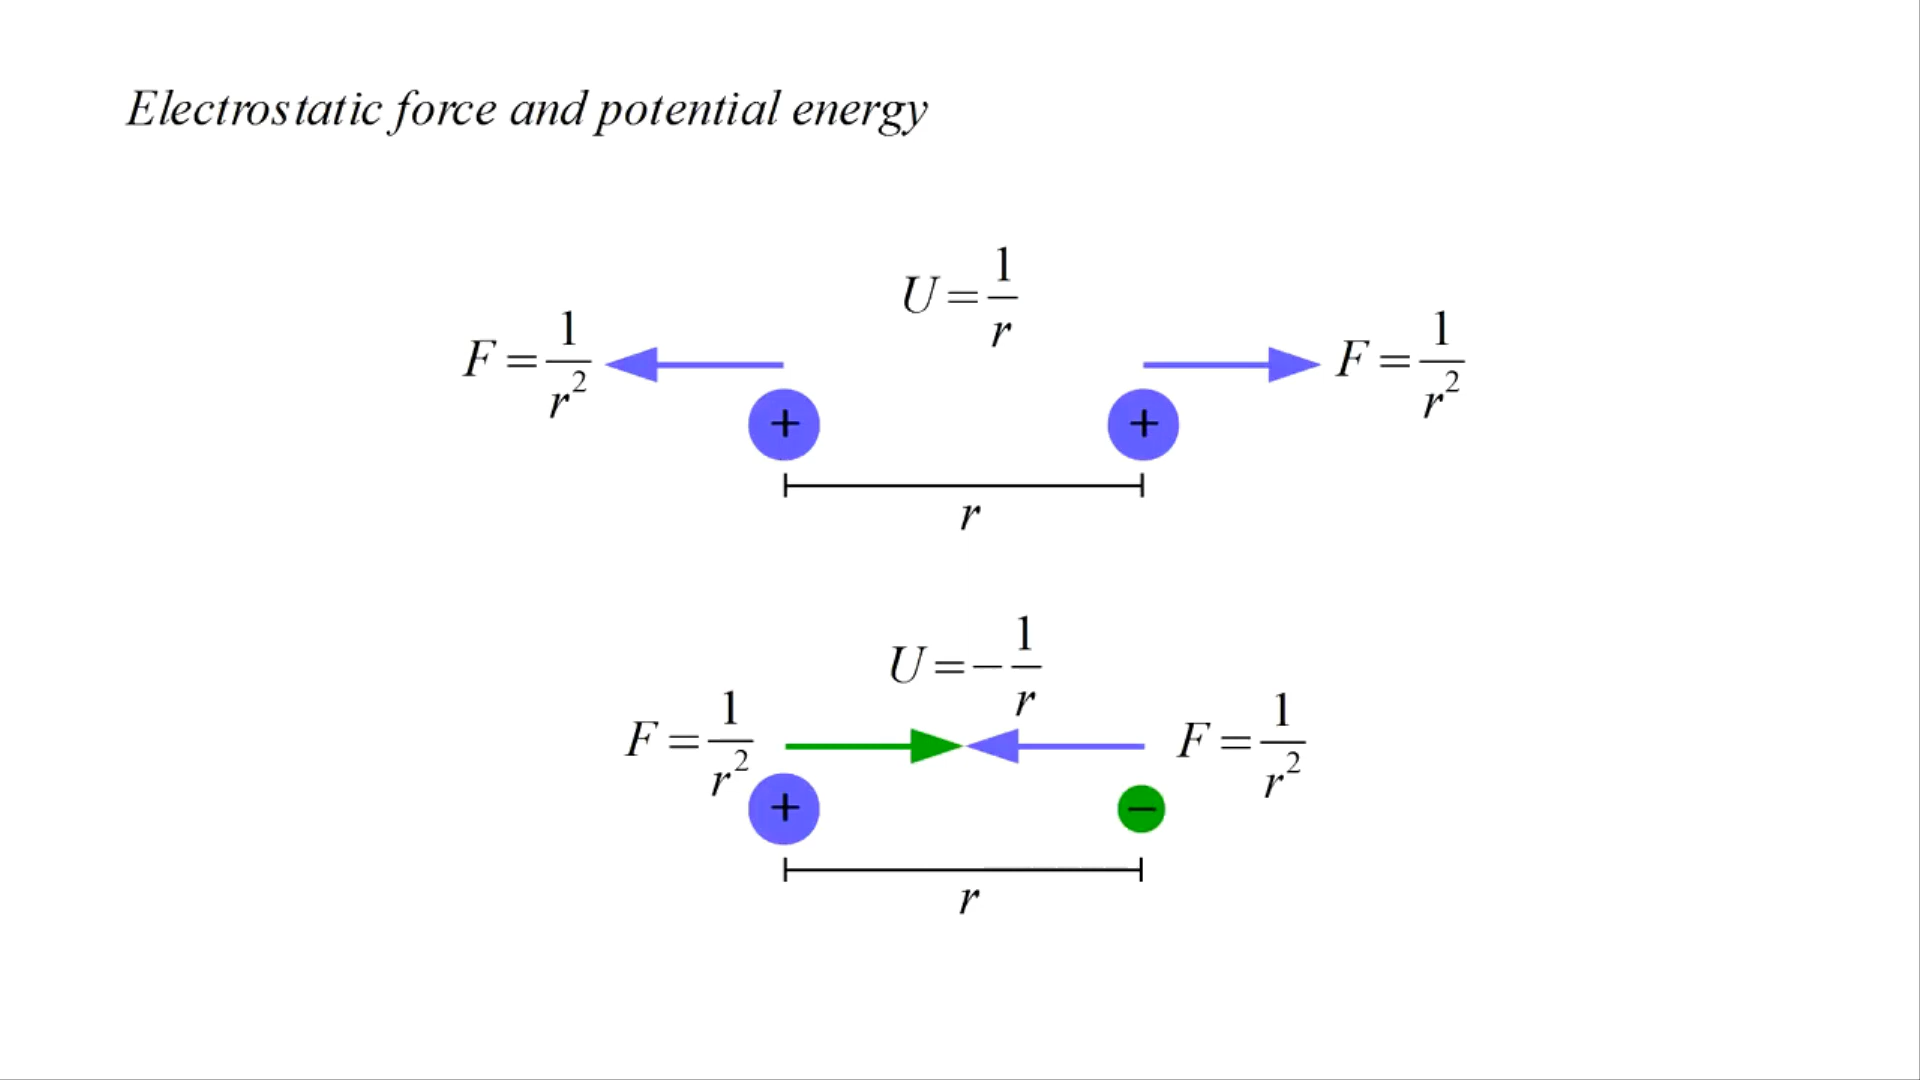 Electrostatic force and potential energy
U = 1/r
F = 1/r²
F = 1/r²
+
+
r
U = − 1/r
F = 1/r²
F = 1/r²
+
−
r